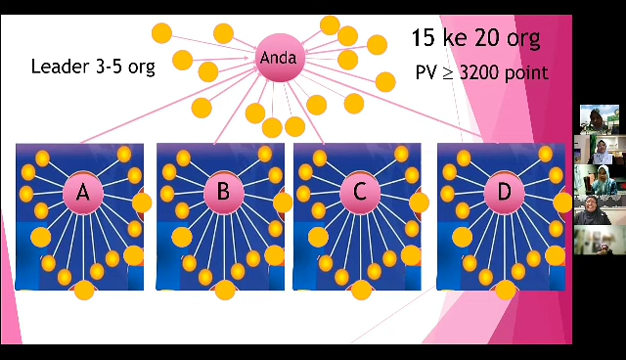 15 ke 20 org
Anda
Leader 3-5 org
PV ≥ 3200 point
A
B
C
D